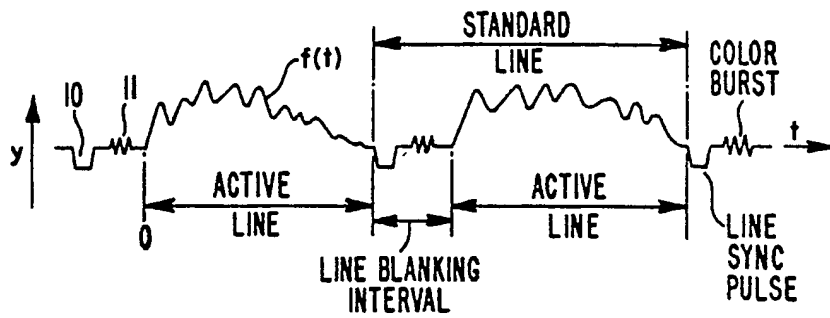 STANDARD
LINE
f(t)
COLOR
BURST
10
11
y
t
ACTIVE
LINE
ACTIVE
LINE
0
LINE BLANKING
INTERVAL
LINE
SYNC
PULSE